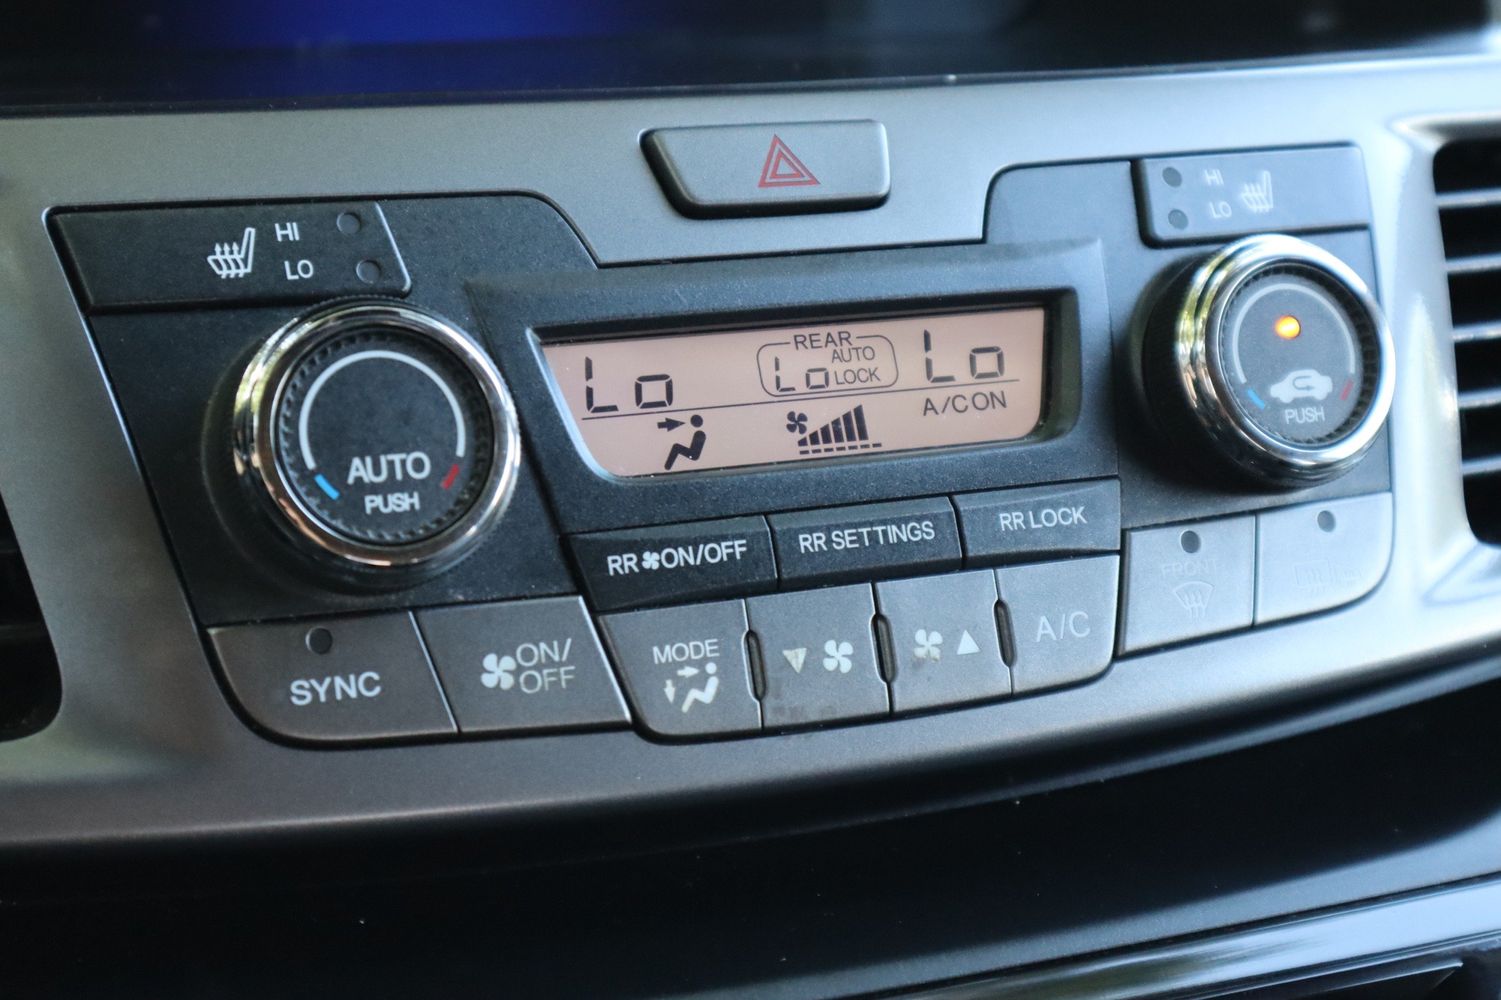 HI
LO
HI
LO
REAR
AUTO
Lo
Lo LOCK
Lo
A/C ON
AUTO
PUSH
PUSH
RR ON/OFF
RR SETTINGS
RR LOCK
FRONT
SYNC
ON/
OFF
MODE
A/C